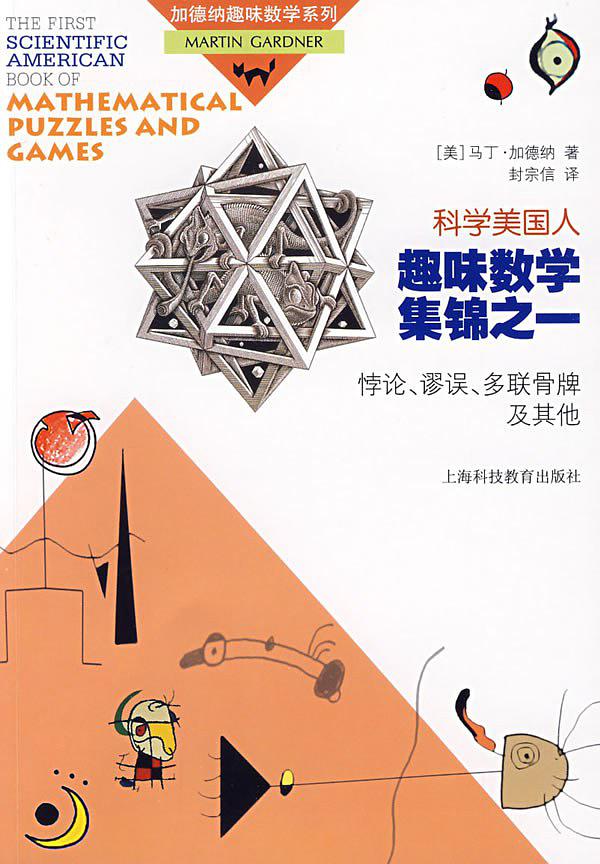 THE FIRST
SCIENTIFIC
AMERICAN
BOOK OF
MATHEMATICAL
PUZZLES AND
GAMES
加德纳趣味数学系列
MARTIN GARDNER
[美] 马丁·加德纳 著
封宗信 译
科学美国人
趣味数学
集锦之一
悖论、谬误、多联骨牌
及其他
上海科技教育出版社